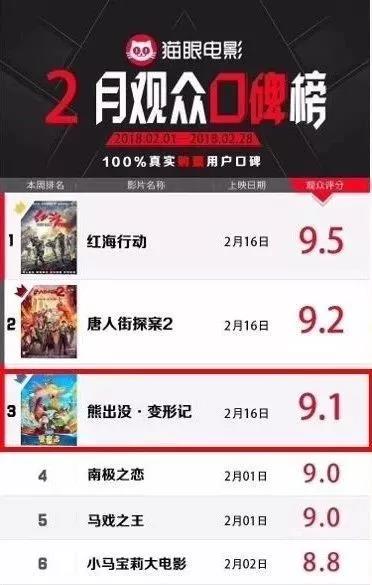 猫眼电影
2月观众口碑榜
2018.02.01—2018.02.28
100%真实购票用户口碑
本周排名 影片名称 上映日期 观众评分
1 红海行动 2月16日 9.5
2 唐人街探案2 2月16日 9.2
3 熊出没·变形记 2月16日 9.1
4 南极之恋 2月01日 9.0
5 马戏之王 2月01日 9.0
6 小马宝莉大电影 2月02日 8.8